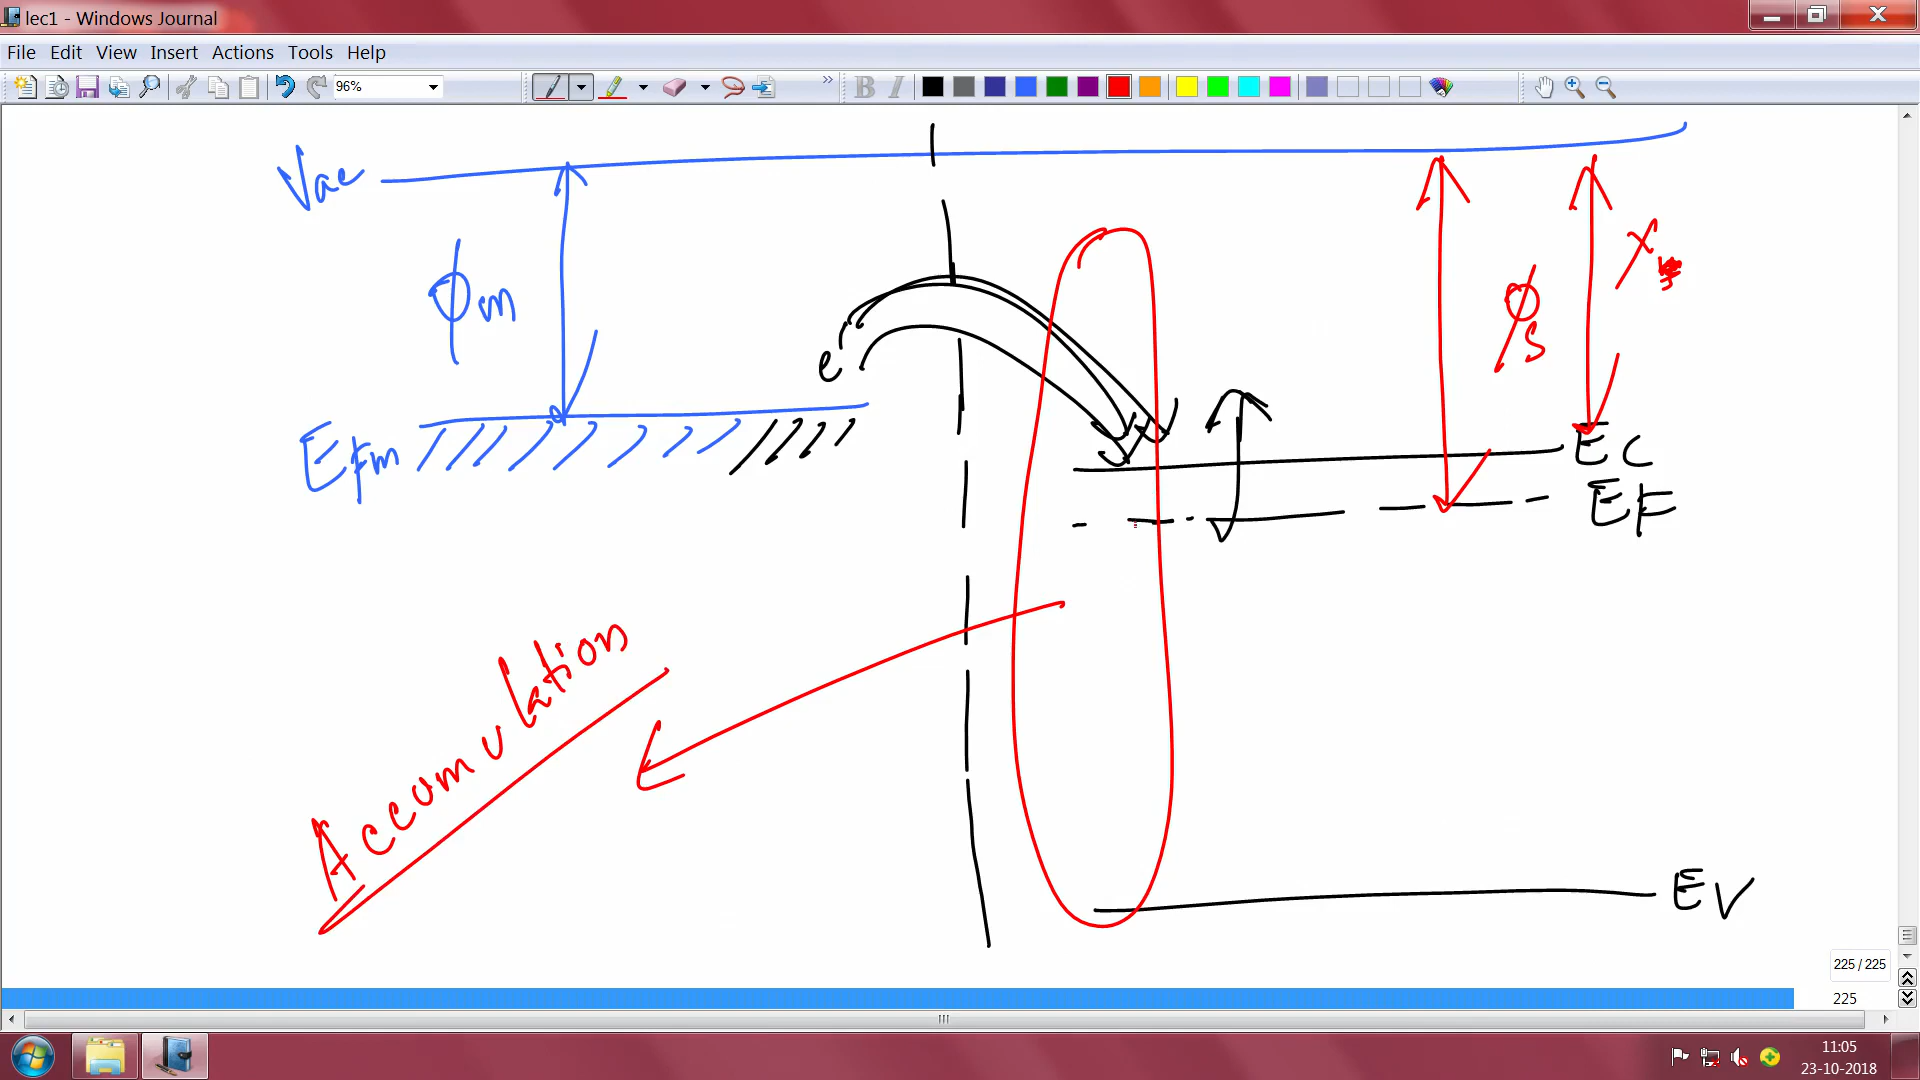 lec1 - Windows Journal
File Edit View Insert Actions Tools Help
96%
B I
Vac
ϕm
EFm
e
ϕs
χ
EC
EF
Accumulation
EV
225 / 225
225
11:05
23-10-2018